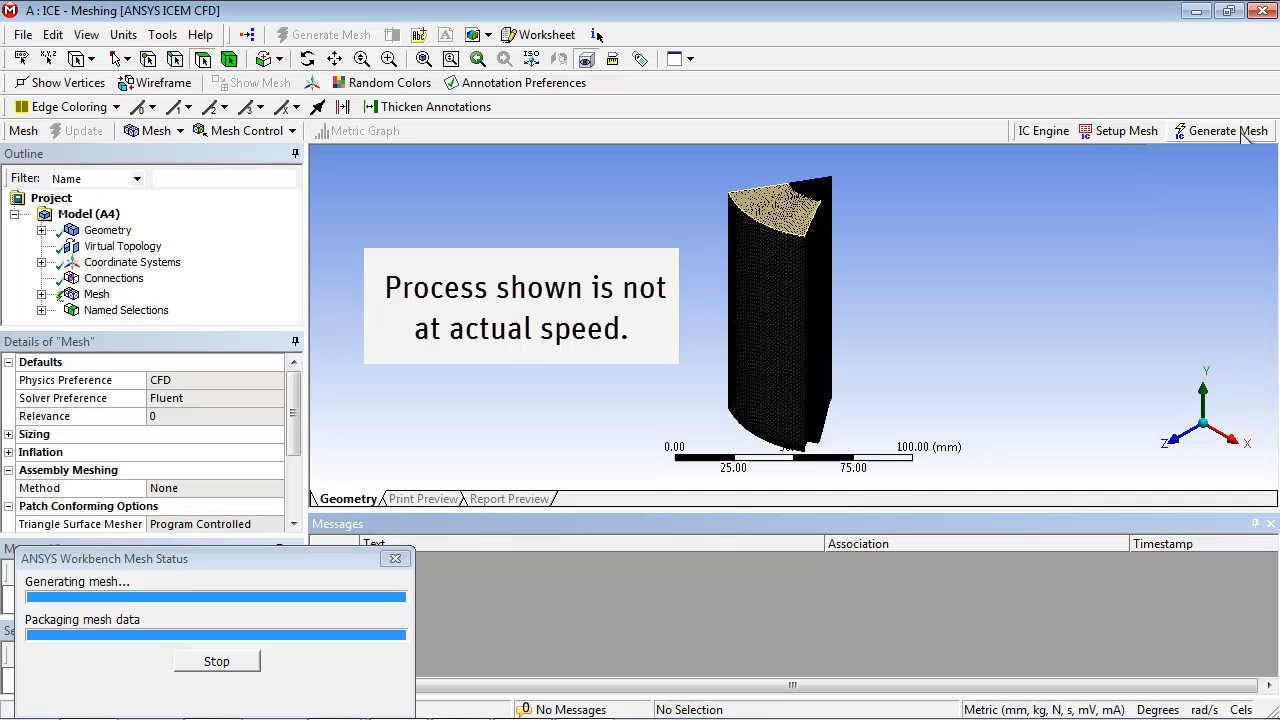 A : ICE - Meshing [ANSYS ICEM CFD]
File Edit View Units Tools Help Generate Mesh Worksheet
Show Vertices Wireframe Show Mesh Random Colors Annotation Preferences
Edge Coloring Thicken Annotations
Mesh Update Mesh Mesh Control Metric Graph IC Engine Setup Mesh Generate Mesh
Outline
Filter: Name
Project
Model (A4)
Geometry
Virtual Topology
Coordinate Systems
Connections
Mesh
Named Selections
Details of "Mesh"
Defaults
Physics Preference CFD
Solver Preference Fluent
Relevance 0
Sizing
Inflation
Assembly Meshing
Method None
Patch Conforming Options
Triangle Surface Mesher Program Controlled
Process shown is not
at actual speed.
0.00 100.00 (mm)
25.00 75.00
Y
Z X
Geometry Print Preview Report Preview
Messages
Text Association Timestamp
ANSYS Workbench Mesh Status
Generating mesh...
Packaging mesh data
Stop
0 No Messages No Selection Metric (mm, kg, N, s, mV, mA) Degrees rad/s Cels